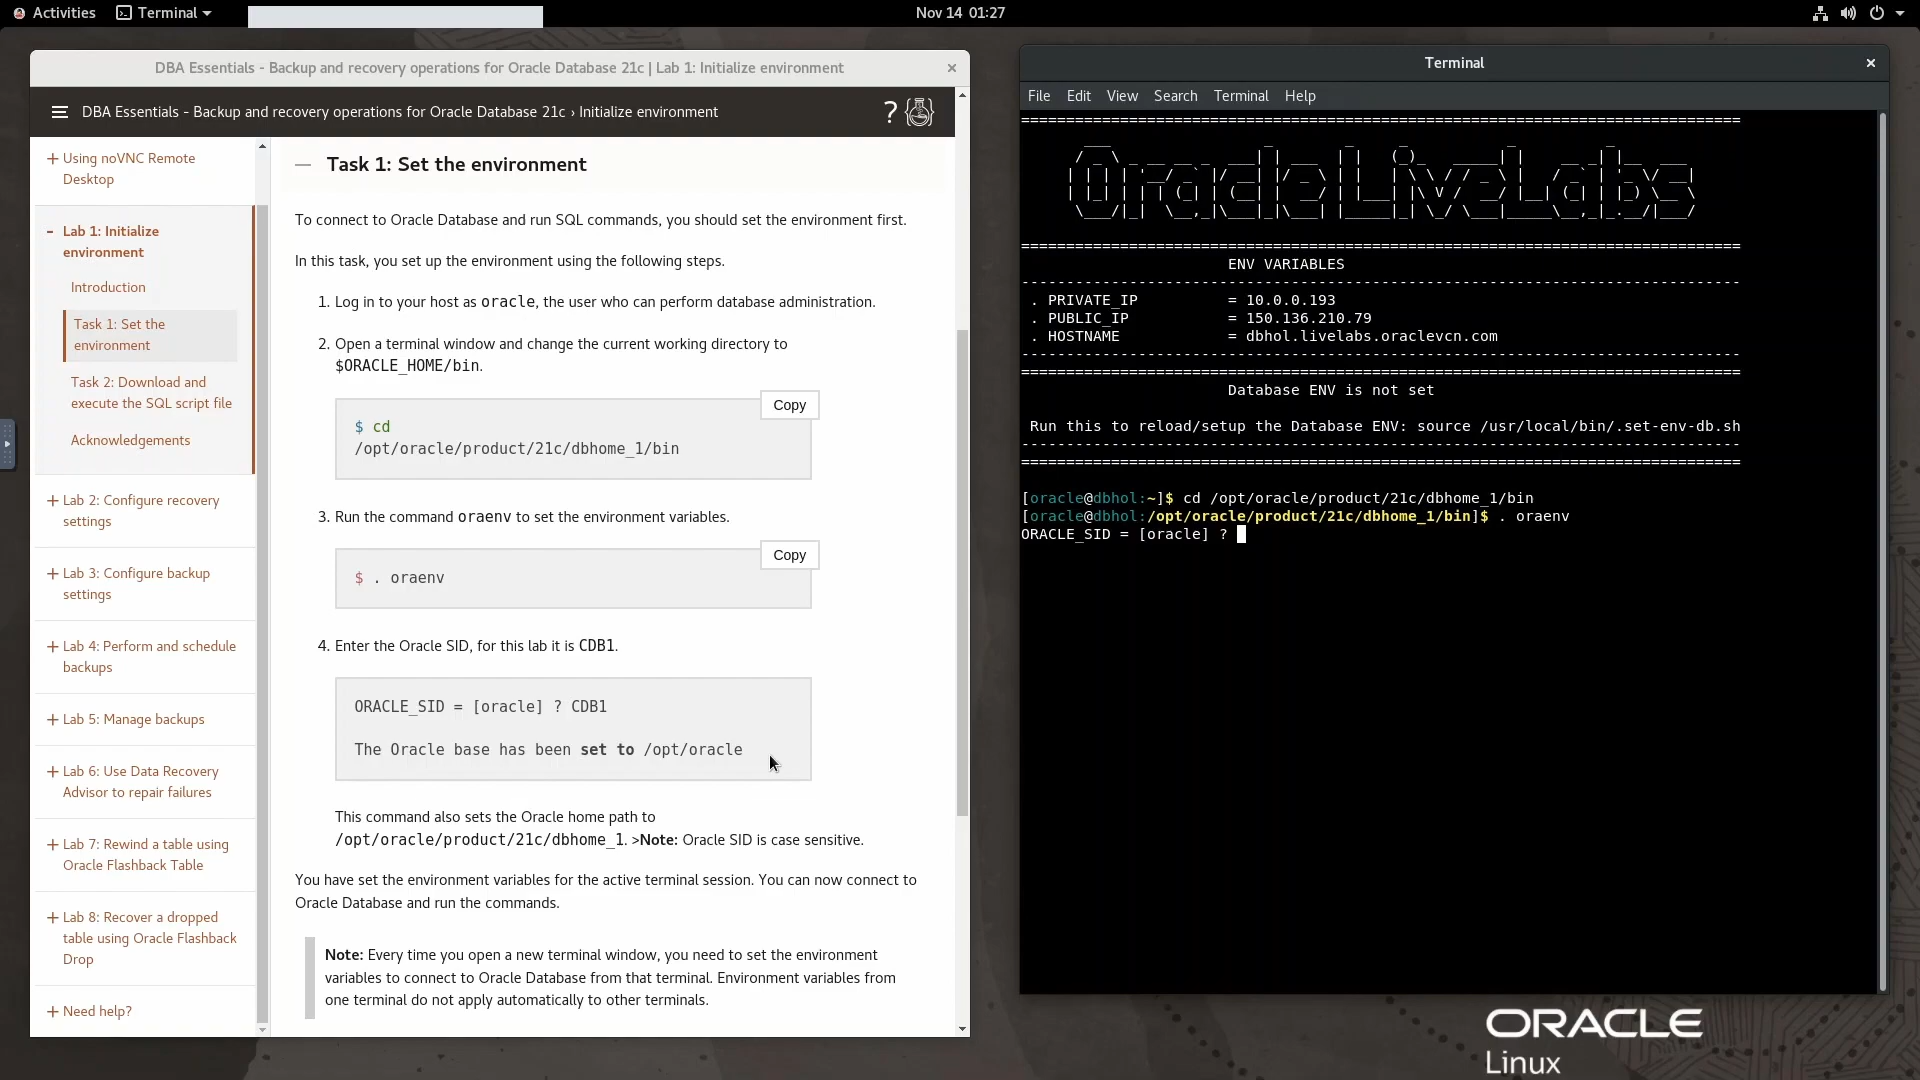 Activities
Terminal
Nov 14 01:27
DBA Essentials - Backup and recovery operations for Oracle Database 21c | Lab 1: Initialize environment
DBA Essentials - Backup and recovery operations for Oracle Database 21c › Initialize environment
?
+ Using noVNC Remote
Desktop
- Lab 1: Initialize
environment
Introduction
Task 1: Set the
environment
Task 2: Download and
execute the SQL script file
Acknowledgements
+ Lab 2: Configure recovery
settings
+ Lab 3: Configure backup
settings
+ Lab 4: Perform and schedule
backups
+ Lab 5: Manage backups
+ Lab 6: Use Data Recovery
Advisor to repair failures
+ Lab 7: Rewind a table using
Oracle Flashback Table
+ Lab 8: Recover a dropped
table using Oracle Flashback
Drop
+ Need help?
— Task 1: Set the environment
To connect to Oracle Database and run SQL commands, you should set the environment first.
In this task, you set up the environment using the following steps.
1. Log in to your host as oracle, the user who can perform database administration.
2. Open a terminal window and change the current working directory to
$ORACLE_HOME/bin.
Copy
$ cd
/opt/oracle/product/21c/dbhome_1/bin
3. Run the command oraenv to set the environment variables.
Copy
$ . oraenv
4. Enter the Oracle SID, for this lab it is CDB1.
ORACLE_SID = [oracle] ? CDB1
The Oracle base has been set to /opt/oracle
This command also sets the Oracle home path to
/opt/oracle/product/21c/dbhome_1. >Note: Oracle SID is case sensitive.
You have set the environment variables for the active terminal session. You can now connect to
Oracle Database and run the commands.
Note: Every time you open a new terminal window, you need to set the environment
variables to connect to Oracle Database from that terminal. Environment variables from
one terminal do not apply automatically to other terminals.
Terminal
File Edit View Search Terminal Help
OracleLiveLabs
ENV VARIABLES
. PRIVATE_IP = 10.0.0.193
. PUBLIC_IP = 150.136.210.79
. HOSTNAME = dbhol.livelabs.oraclevcn.com
Database ENV is not set
Run this to reload/setup the Database ENV: source /usr/local/bin/.set-env-db.sh
[oracle@dbhol:~]$ cd /opt/oracle/product/21c/dbhome_1/bin
[oracle@dbhol:/opt/oracle/product/21c/dbhome_1/bin]$ . oraenv
ORACLE_SID = [oracle] ?
ORACLE
Linux